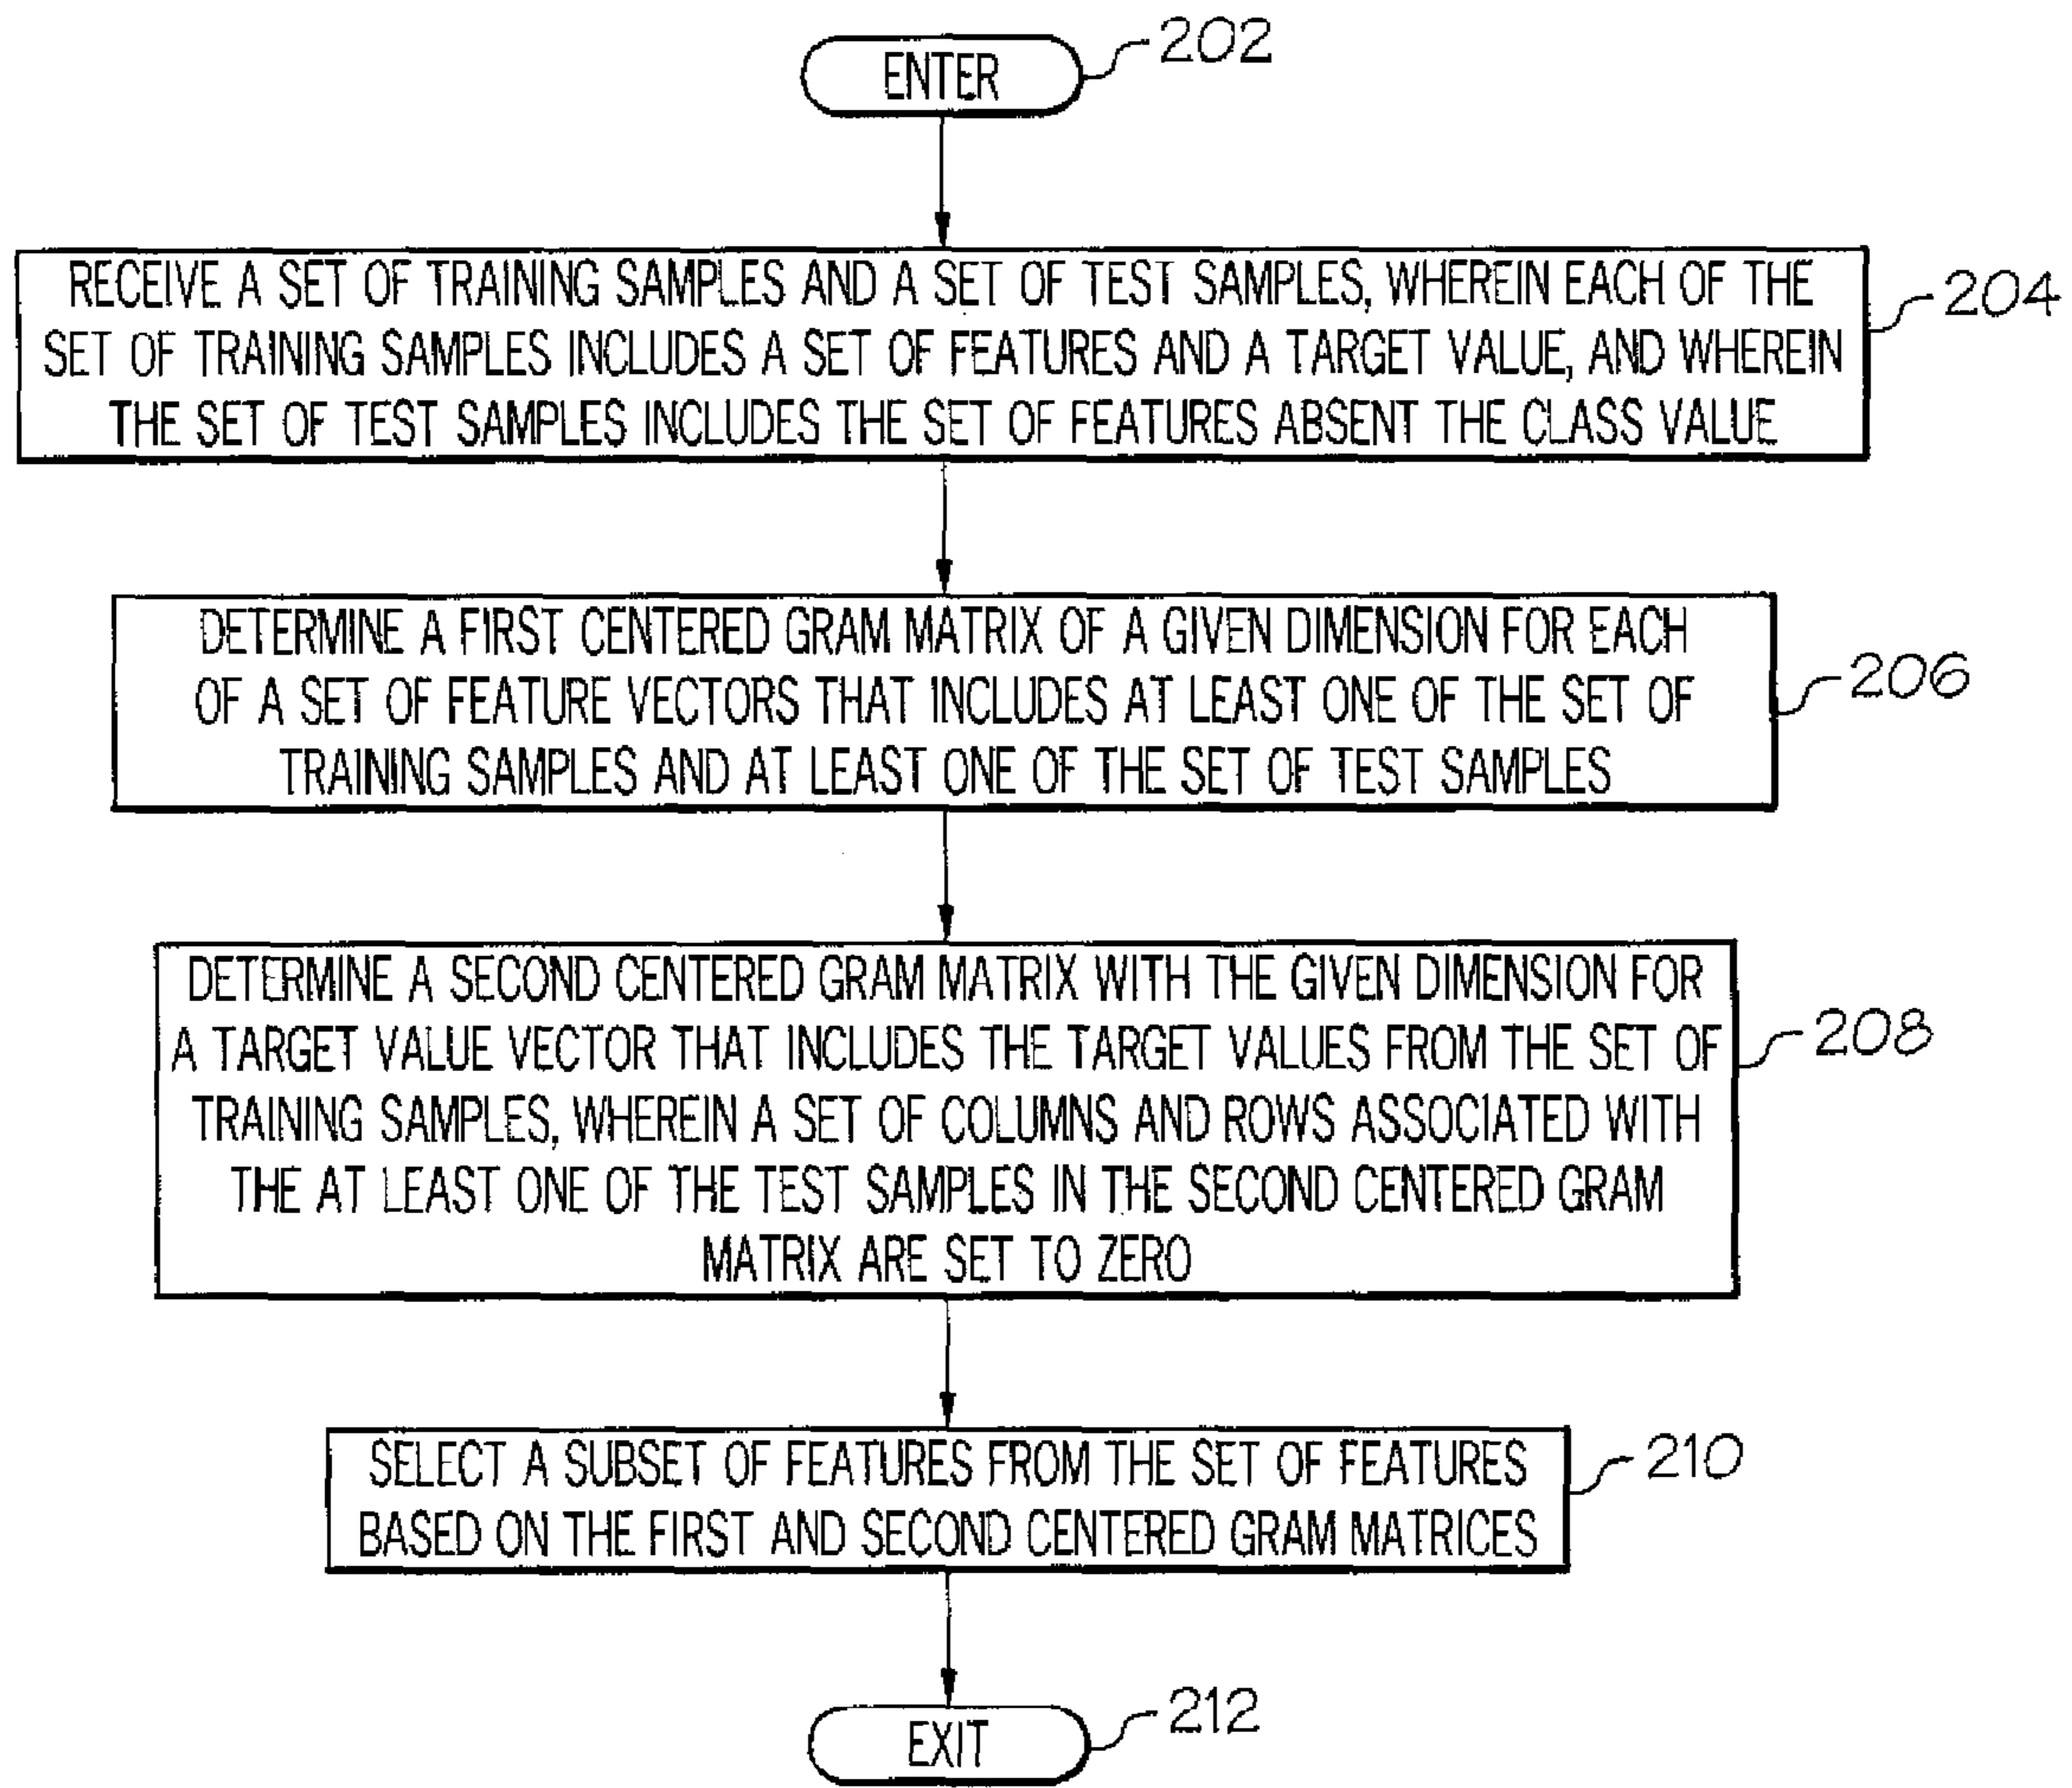 ENTER
202
RECEIVE A SET OF TRAINING SAMPLES AND A SET OF TEST SAMPLES, WHEREIN EACH OF THE
SET OF TRAINING SAMPLES INCLUDES A SET OF FEATURES AND A TARGET VALUE, AND WHEREIN
THE SET OF TEST SAMPLES INCLUDES THE SET OF FEATURES ABSENT THE CLASS VALUE
204
DETERMINE A FIRST CENTERED GRAM MATRIX OF A GIVEN DIMENSION FOR EACH
OF A SET OF FEATURE VECTORS THAT INCLUDES AT LEAST ONE OF THE SET OF
TRAINING SAMPLES AND AT LEAST ONE OF THE SET OF TEST SAMPLES
206
DETERMINE A SECOND CENTERED GRAM MATRIX WITH THE GIVEN DIMENSION FOR
A TARGET VALUE VECTOR THAT INCLUDES THE TARGET VALUES FROM THE SET OF
TRAINING SAMPLES, WHEREIN A SET OF COLUMNS AND ROWS ASSOCIATED WITH
THE AT LEAST ONE OF THE TEST SAMPLES IN THE SECOND CENTERED GRAM
MATRIX ARE SET TO ZERO
208
SELECT A SUBSET OF FEATURES FROM THE SET OF FEATURES
BASED ON THE FIRST AND SECOND CENTERED GRAM MATRICES
210
EXIT
212